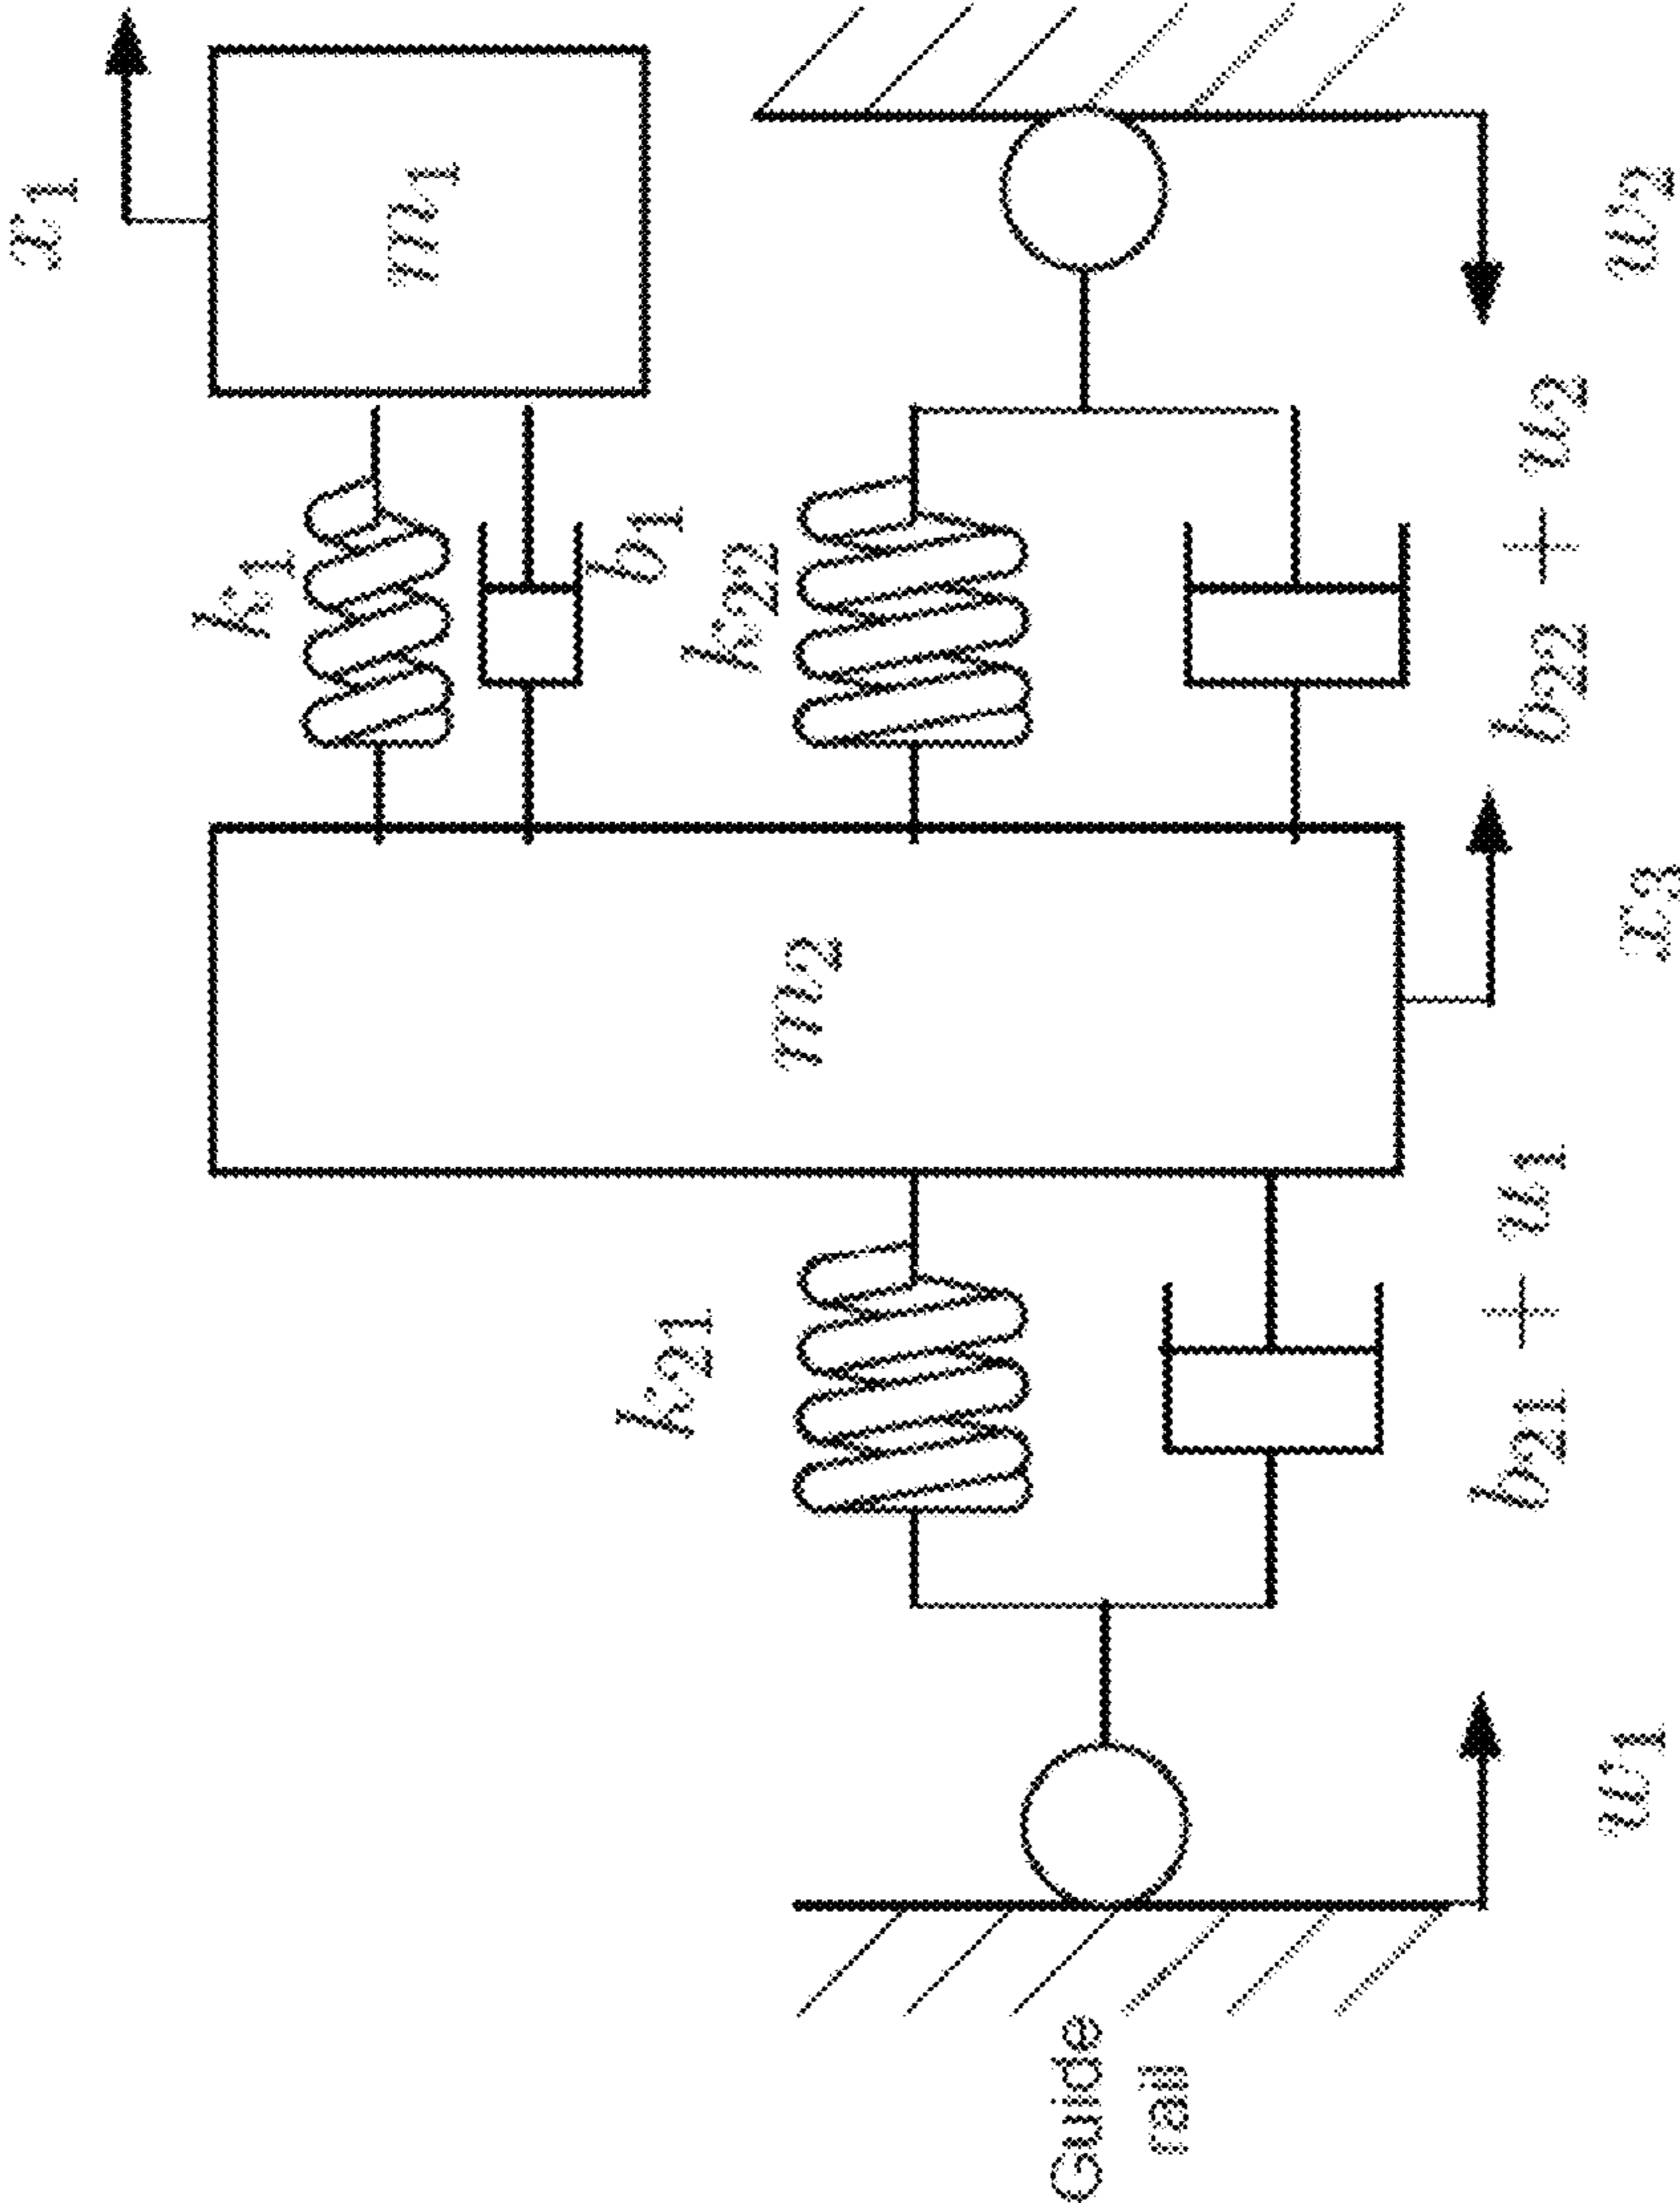 x₁
k₁
m₁
b₁
k₂₁
k₂₂
m₂
Guide
rail
b₂₁ + u₁
b₂₂ + u₂
w₁
x₃
w₂